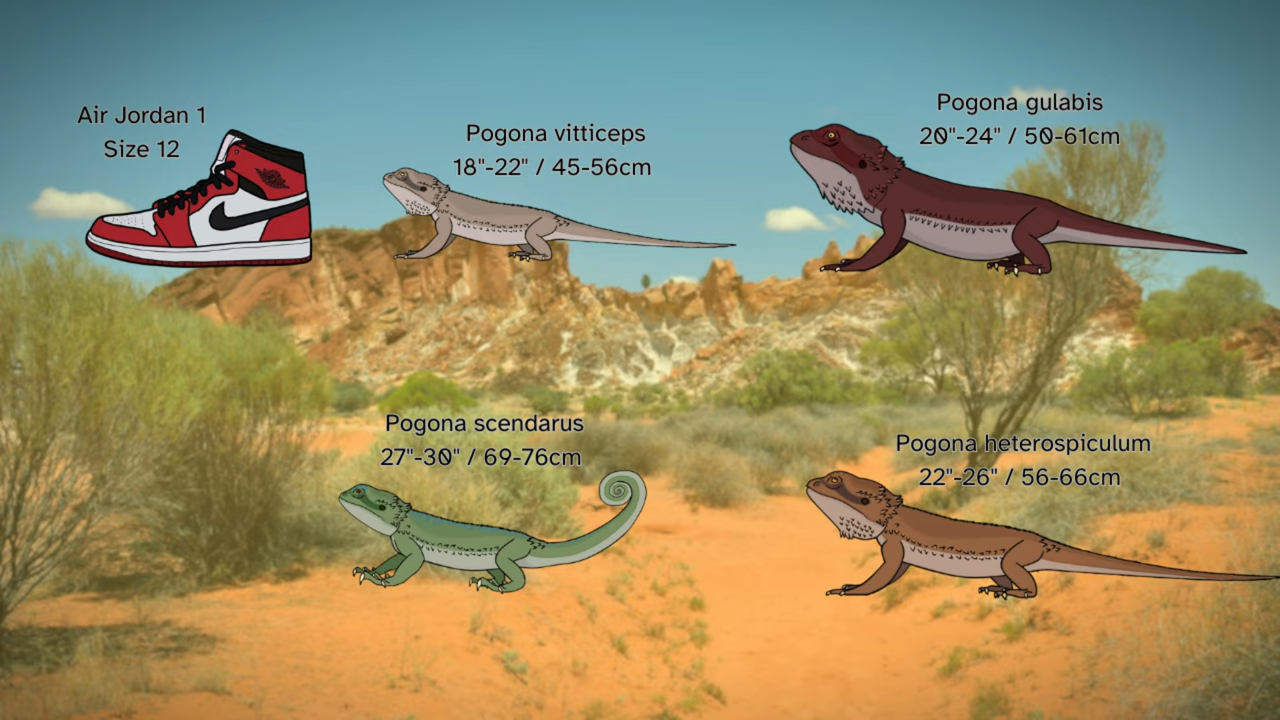 Air Jordan 1
Size 12
Pogona vitticeps
18"-22" / 45-56cm
Pogona gulabis
20"-24" / 50-61cm
Pogona scendarus
27"-30" / 69-76cm
Pogona heterospiculum
22"-26" / 56-66cm